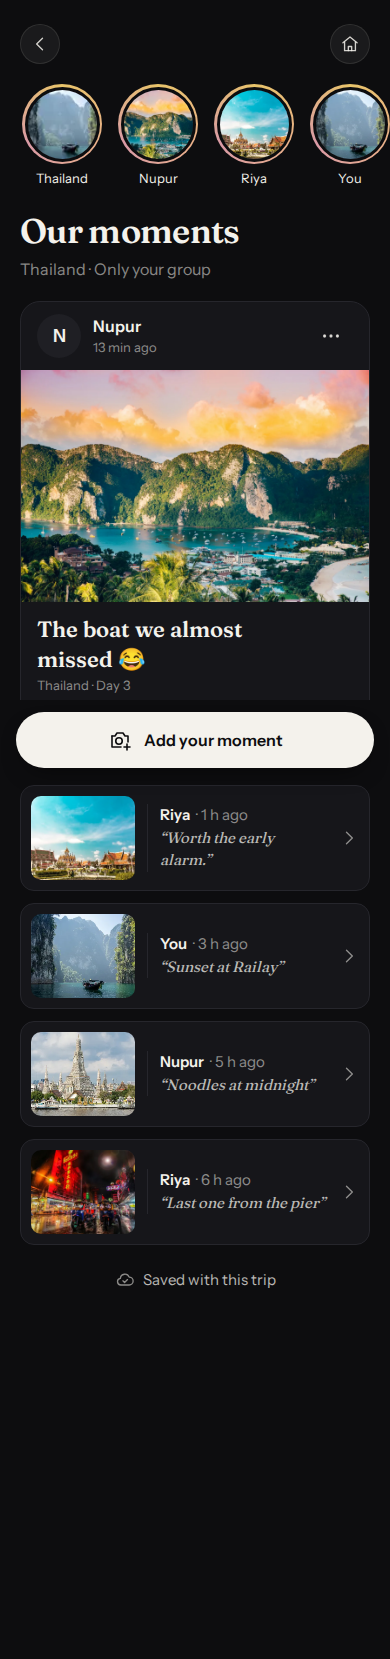 Thailand
Nupur
Riya
You
Our moments
Thailand · Only your group
N
Nupur
13 min ago
The boat we almost
missed 😂
Thailand · Day 3
Add your moment
Riya · 1 h ago
“Worth the early
alarm.”
You · 3 h ago
“Sunset at Railay”
Nupur · 5 h ago
“Noodles at midnight”
Riya · 6 h ago
“Last one from the pier”
Saved with this trip